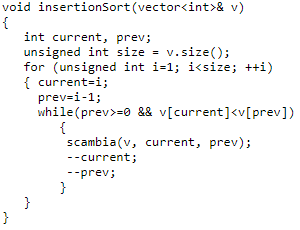 void insertionSort(vector<int>& v)
{
   int current, prev;
   unsigned int size = v.size();
   for (unsigned int i=1; i<size; ++i)
   { current=i;
     prev=i-1;
     while(prev>=0 && v[current]<v[prev])
        {
         scambia(v, current, prev);
         --current;
         --prev;
        }
   }
}